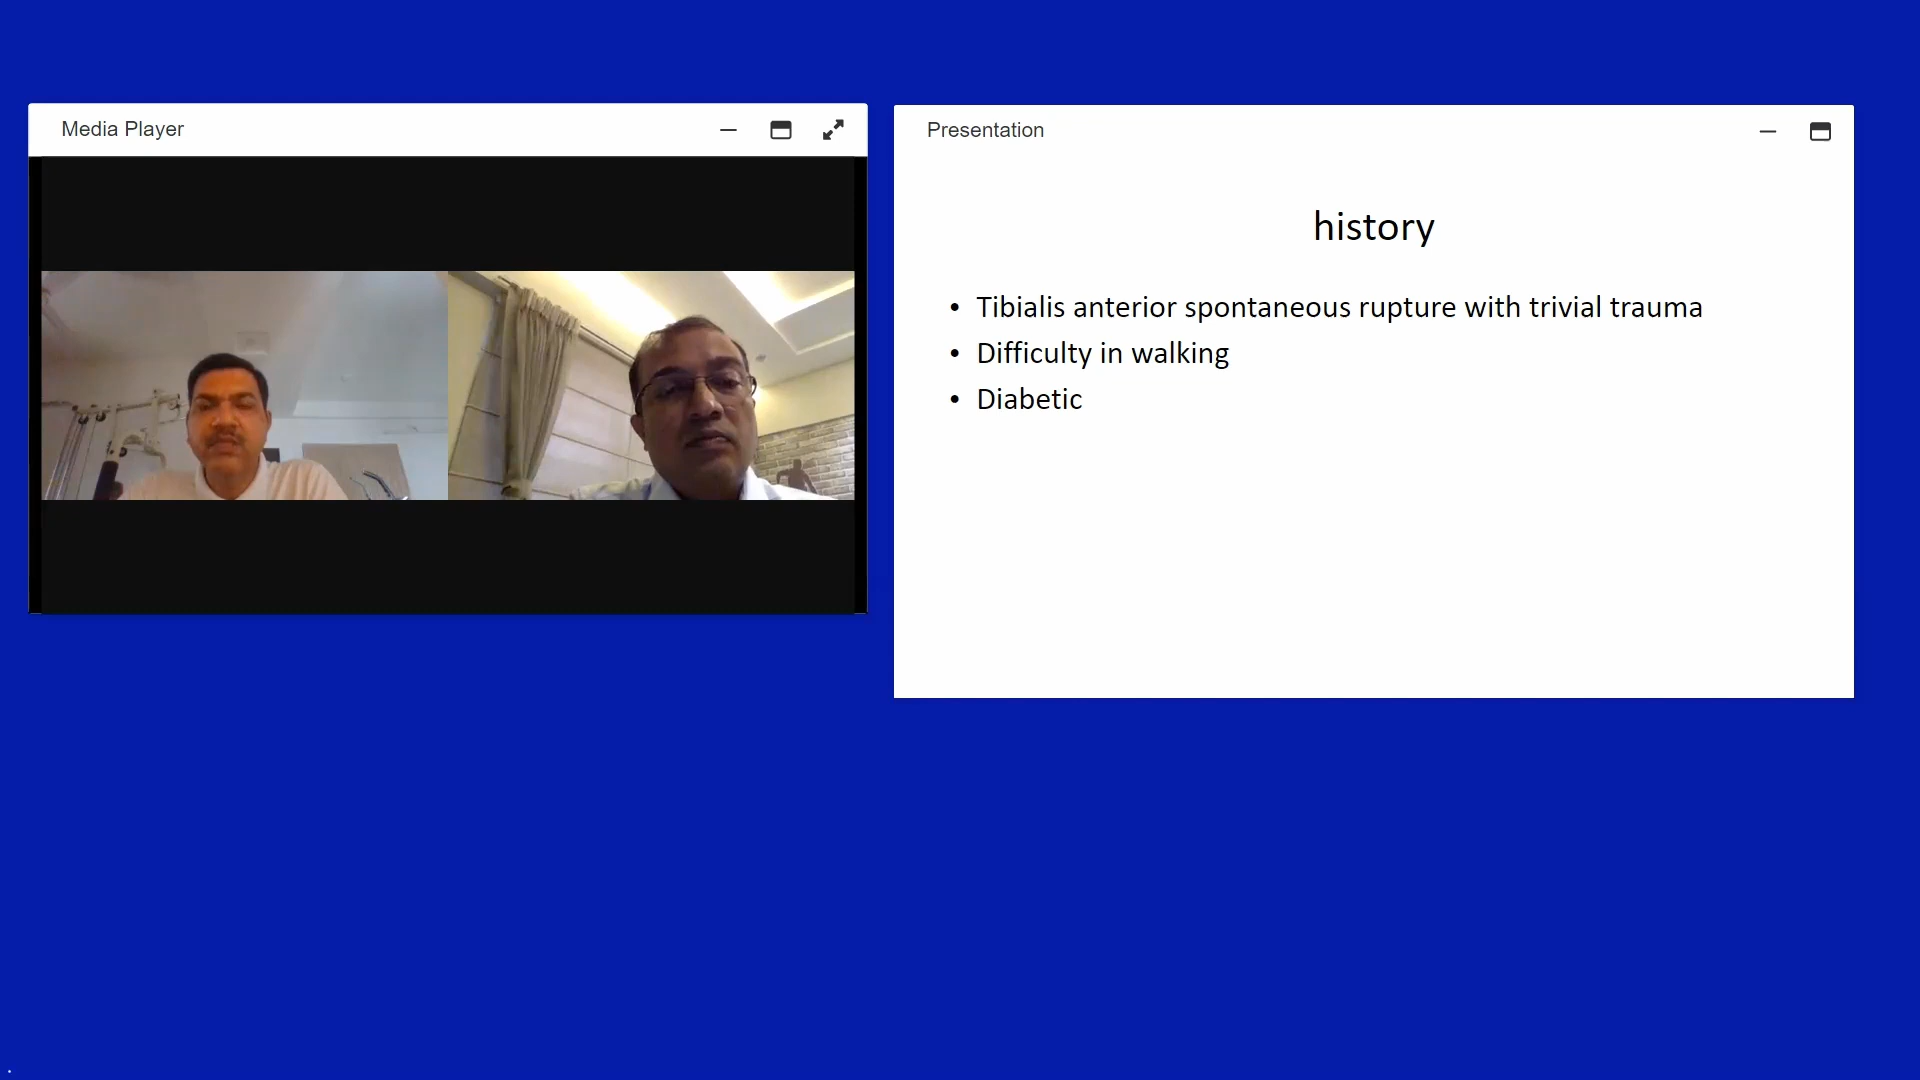 Media Player
Presentation
history
• Tibialis anterior spontaneous rupture with trivial trauma
• Difficulty in walking
• Diabetic